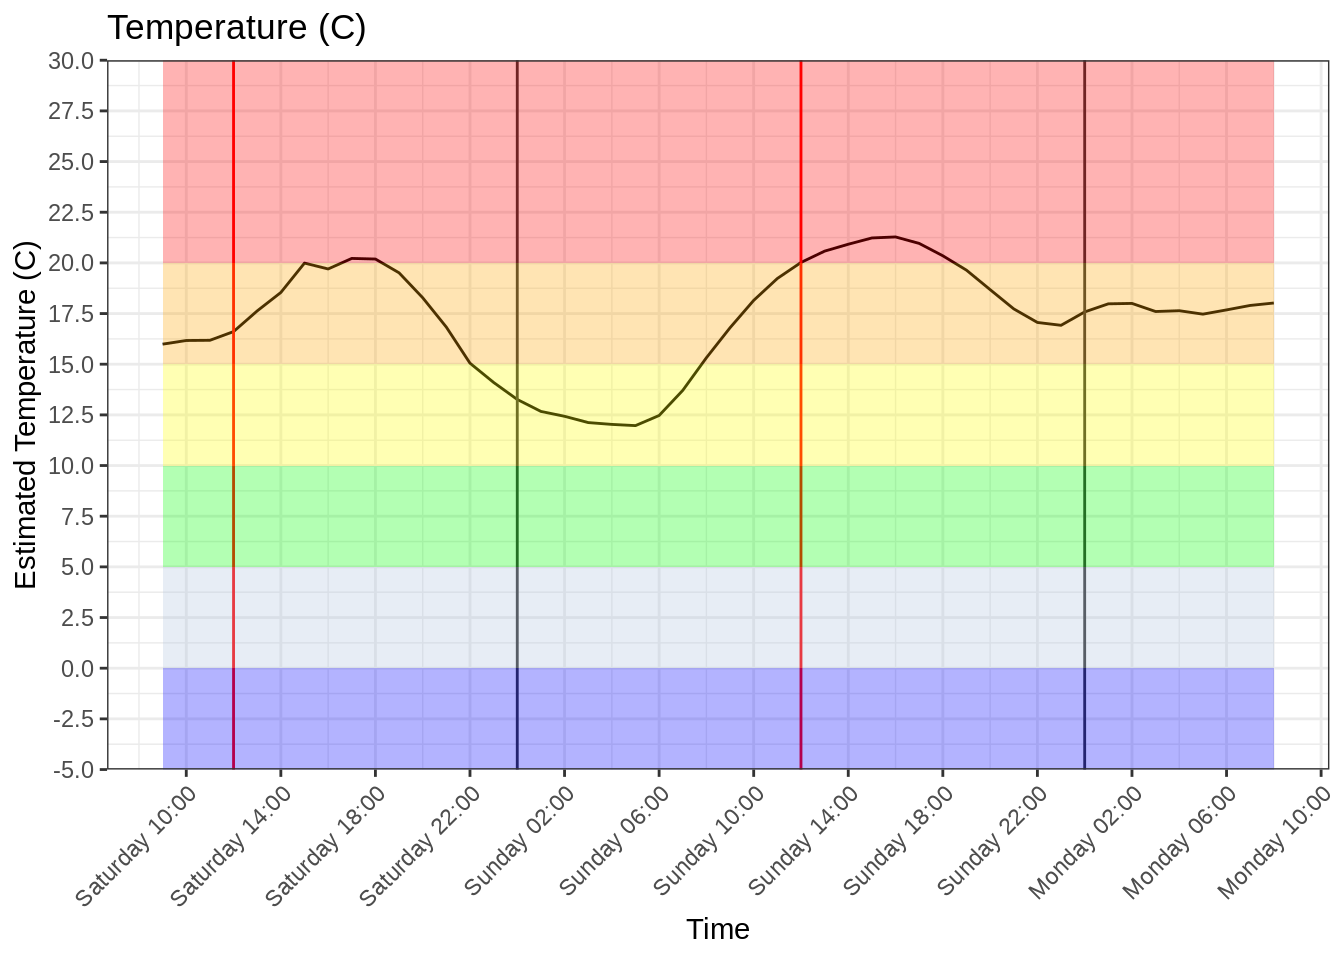 Temperature (C)
Estimated Temperature (C)
30.0
27.5
25.0
22.5
20.0
17.5
15.0
12.5
10.0
7.5
5.0
2.5
0.0
-2.5
-5.0
Saturday 10:00
Saturday 14:00
Saturday 18:00
Saturday 22:00
Sunday 02:00
Sunday 06:00
Sunday 10:00
Sunday 14:00
Sunday 18:00
Sunday 22:00
Monday 02:00
Monday 06:00
Monday 10:00
Time